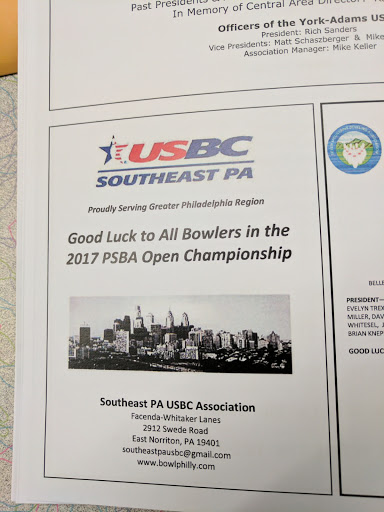 Past Presidents &
In Memory of Central Area Director
Officers of the York-Adams US
President: Rich Sanders
Vice Presidents: Matt Schaszberger & Mike
Association Manager: Mike Keller
USBC
SOUTHEAST PA
Proudly Serving Greater Philadelphia Region
Good Luck to All Bowlers in the
2017 PSBA Open Championship
Southeast PA USBC Association
Facenda-Whitaker Lanes
2912 Swede Road
East Norriton, PA 19401
southeastpausbc@gmail.com
www.bowlphilly.com
BELLE
PRESIDENT—
EVELYN TREX
MILLER, DAV
WHITESEL, J
BRIAN KNEP
GOOD LUCK